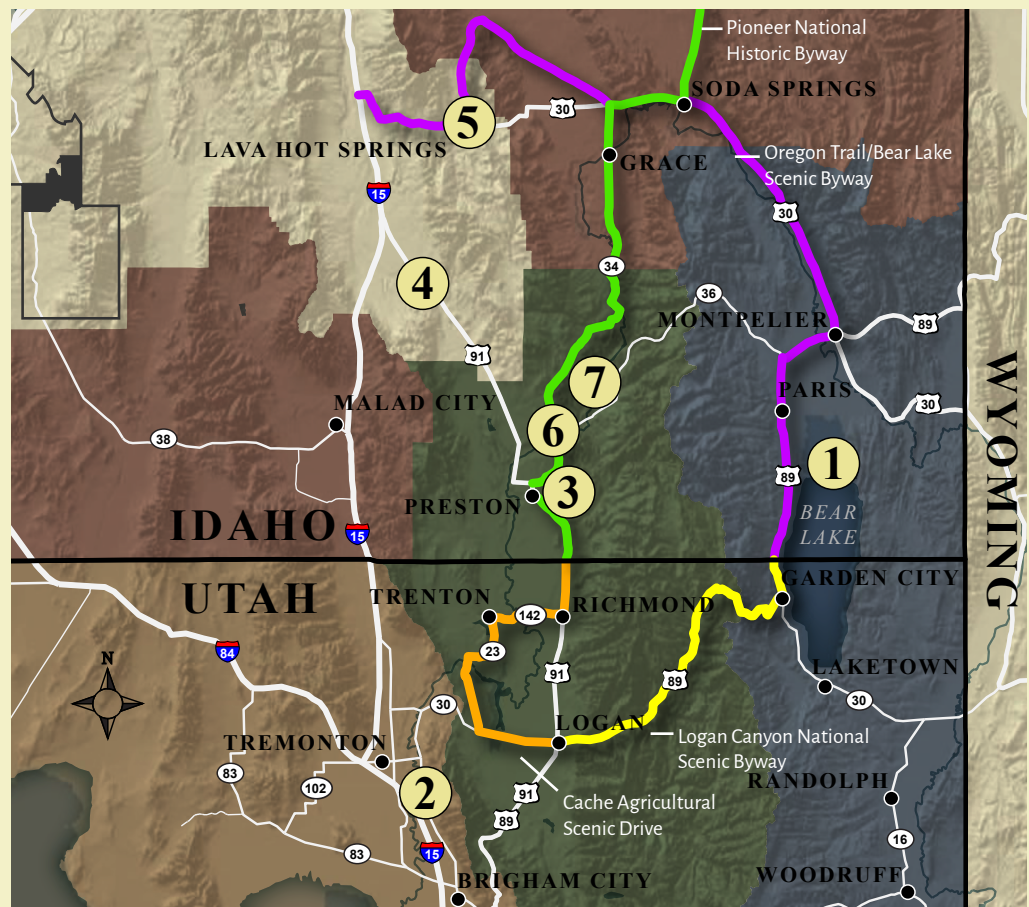 Pioneer National
Historic Byway
SODA SPRINGS
30
5
LAVA HOT SPRINGS
GRACE
Oregon Trail/Bear Lake
Scenic Byway
15
30
34
4
36
MONTPELIER
89
91
7
PARIS
30
MALAD CITY
38
6
1
89
3
PRESTON
BEAR
LAKE
IDAHO
15
WYOMING
UTAH
GARDEN CITY
TRENTON
142
RICHMOND
23
84
N
91
89
LAKETOWN
30
30
LOGAN
TREMONTON
Logan Canyon National
Scenic Byway
83
102
2
91
RANDOLPH
Cache Agricultural
Scenic Drive
89
16
83
15
BRIGHAM CITY
WOODRUFF